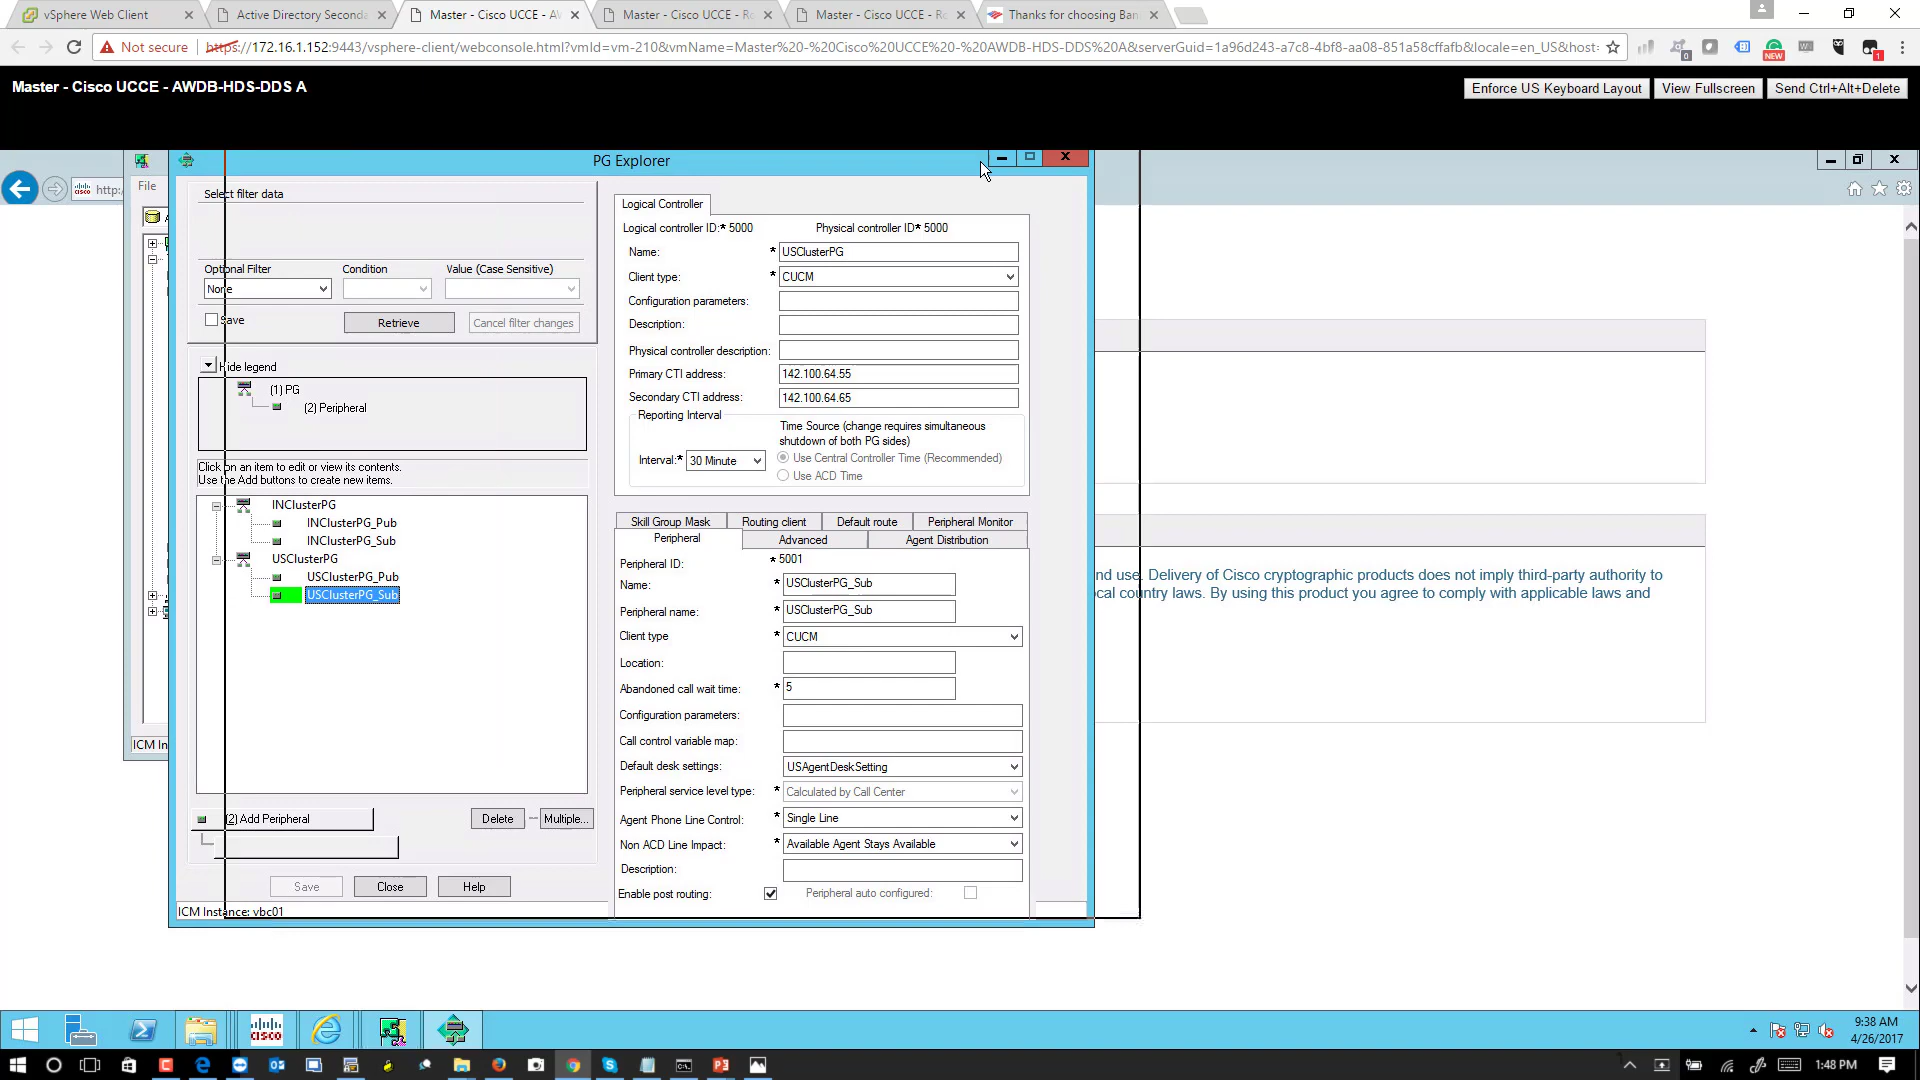 vSphere Web Client
Active Directory Seconda
Master - Cisco UCCE - AW
Master - Cisco UCCE - Ro
Master - Cisco UCCE - Ro
Thanks for choosing Ban
Not secure
https://172.16.1.152:9443/vsphere-client/webconsole.html?vmId=vm-210&vmName=Master%20-%20Cisco%20UCCE%20-%20AWDB-HDS-DDS%20A&serverGuid=1a96d243-a7c8-4bf8-aa08-851a58cffafb&locale=en_US&host
0
NEW
1
Master - Cisco UCCE - AWDB-HDS-DDS A
Enforce US Keyboard Layout
View Fullscreen
Send Ctrl+Alt+Delete
http:
File
PG Explorer
Select filter data
Optional Filter
Condition
Value (Case Sensitive)
None
Save
Retrieve
Cancel filter changes
Hide legend
(1) PG
(2) Peripheral
Click on an item to edit or view its contents.
Use the Add buttons to create new items.
INClusterPG
INClusterPG_Pub
INClusterPG_Sub
USClusterPG
USClusterPG_Pub
USClusterPG_Sub
(2) Add Peripheral
Delete
Multiple...
Save
Close
Help
ICM Instance: vbc01
ICM In
Logical Controller
Logical controller ID:* 5000
Physical controller ID* 5000
Name: * USClusterPG
Client type: * CUCM
Configuration parameters:
Description:
Physical controller description:
Primary CTI address: 142.100.64.55
Secondary CTI address: 142.100.64.65
Reporting Interval
Time Source (change requires simultaneous
shutdown of both PG sides)
Interval:* 30 Minute
Use Central Controller Time (Recommended)
Use ACD Time
Skill Group Mask
Routing client
Default route
Peripheral Monitor
Peripheral
Advanced
Agent Distribution
Peripheral ID: * 5001
Name: * USClusterPG_Sub
Peripheral name: * USClusterPG_Sub
Client type * CUCM
Location:
Abandoned call wait time: * 5
Configuration parameters:
Call control variable map:
Default desk settings: USAgentDeskSetting
Peripheral service level type: * Calculated by Call Center
Agent Phone Line Control: * Single Line
Non ACD Line Impact: * Available Agent Stays Available
Description:
Enable post routing:
Peripheral auto configured:
nd use. Delivery of Cisco cryptographic products does not imply third-party authority to
ocal country laws. By using this product you agree to comply with applicable laws and
cisco
9:38 AM
4/26/2017
1:48 PM